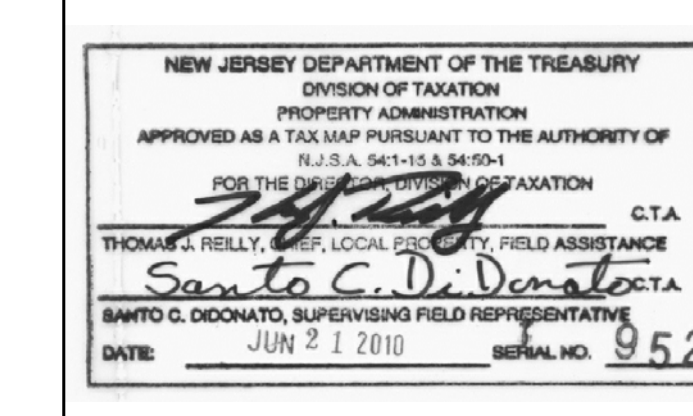 NEW JERSEY DEPARTMENT OF THE TREASURY
DIVISION OF TAXATION
PROPERTY ADMINISTRATION
APPROVED AS A TAX MAP PURSUANT TO THE AUTHORITY OF
N.J.S.A. 54:1-15 & 54:50-1
FOR THE DIRECTOR, DIVISION OF TAXATION
C.T.A.
THOMAS J. REILLY, CHIEF, LOCAL PROPERTY, FIELD ASSISTANCE
Santo C. DiDonato C.T.A.
SANTO C. DIDONATO, SUPERVISING FIELD REPRESENTATIVE
DATE: JUN 21 2010 SERIAL NO. 952